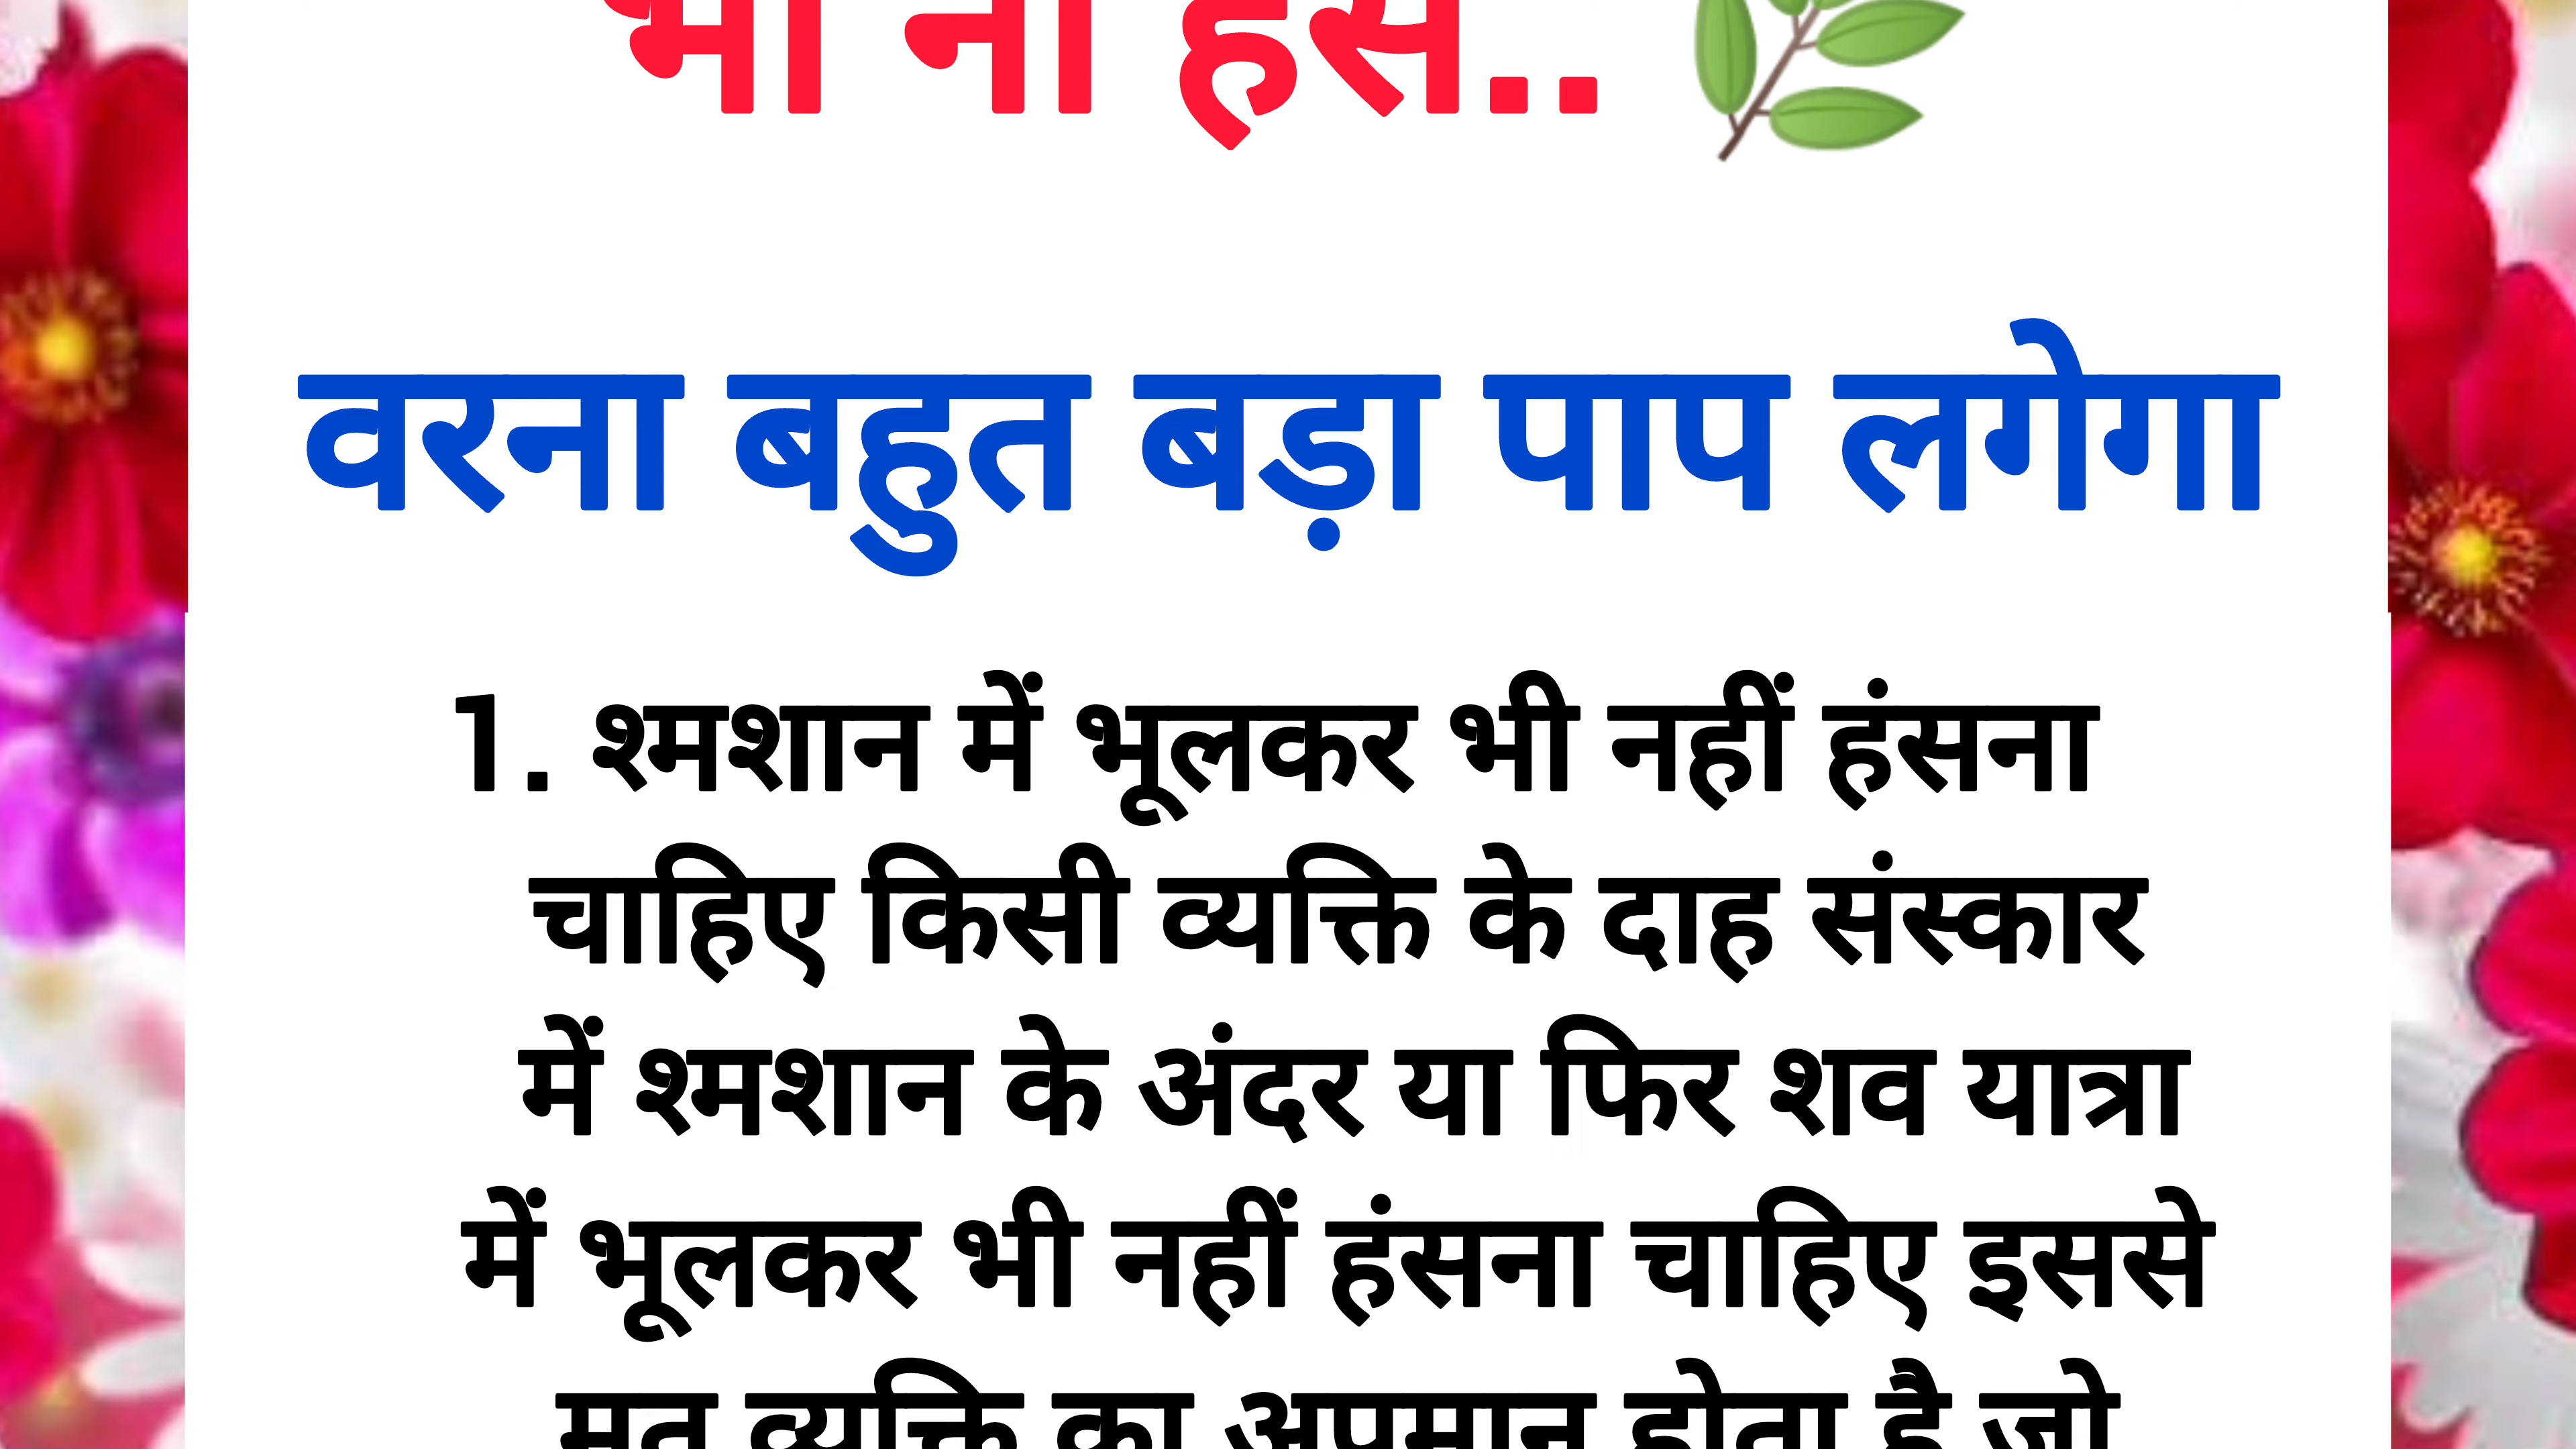 भी ना हंसे..
वरना बहुत बड़ा पाप लगेगा
1. श्मशान में भूलकर भी नहीं हंसना
चाहिए किसी व्यक्ति के दाह संस्कार
में श्मशान के अंदर या फिर शव यात्रा
में भूलकर भी नहीं हंसना चाहिए इससे
मृत व्यक्ति का अपमान होता है जो